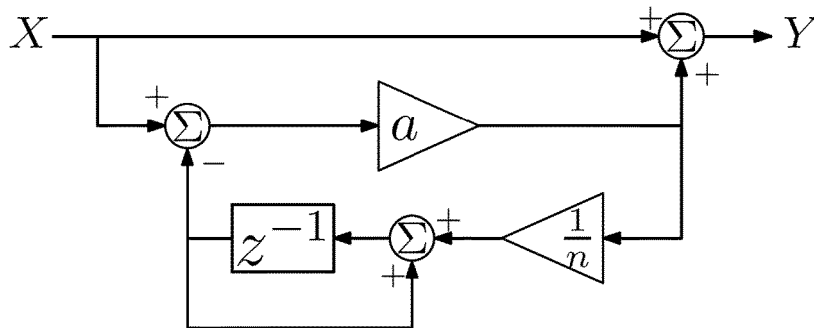 X + Σ Y
+
+ Σ a
−
z⁻¹ Σ + 1/n
+